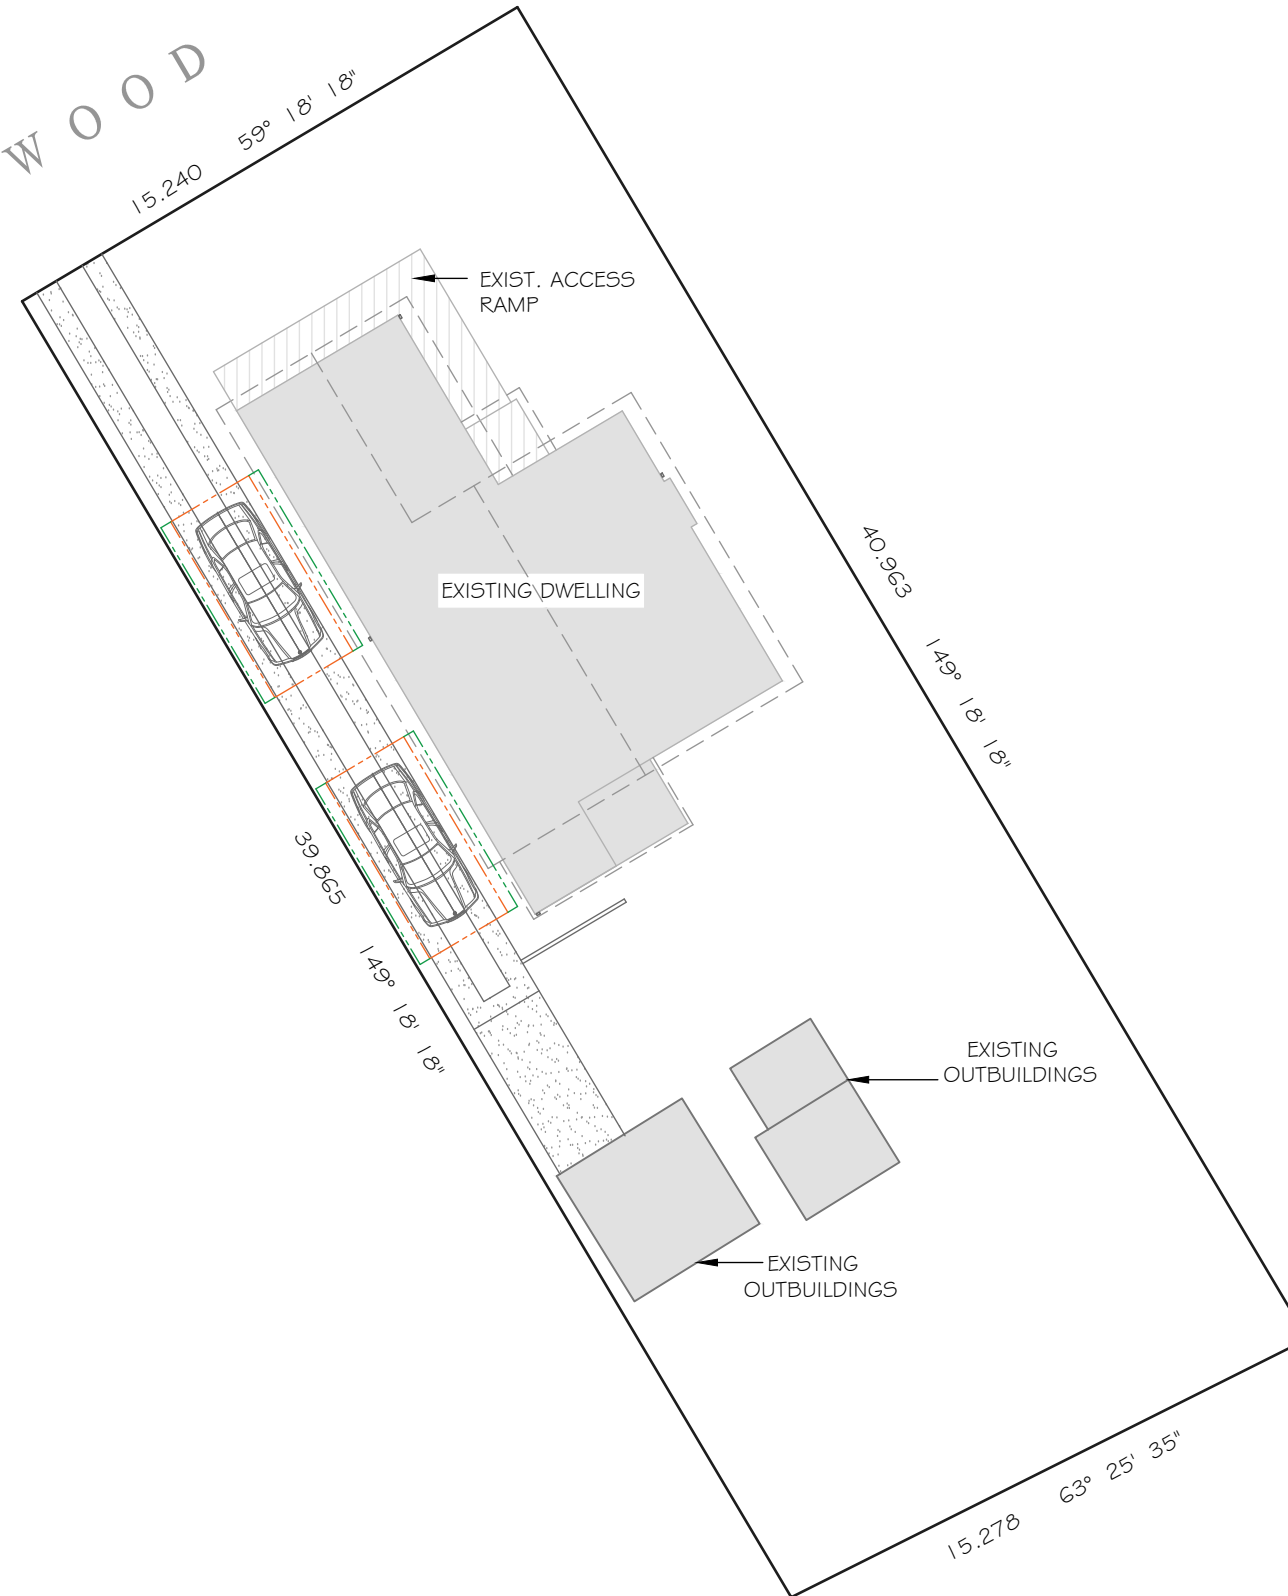 WOOD
15.240 59° 18' 18"
EXIST. ACCESS
RAMP
EXISTING DWELLING
40.963 149° 18' 18"
39.865 149° 18' 18"
EXISTING
OUTBUILDINGS
EXISTING
OUTBUILDINGS
15.278 63° 25' 35"